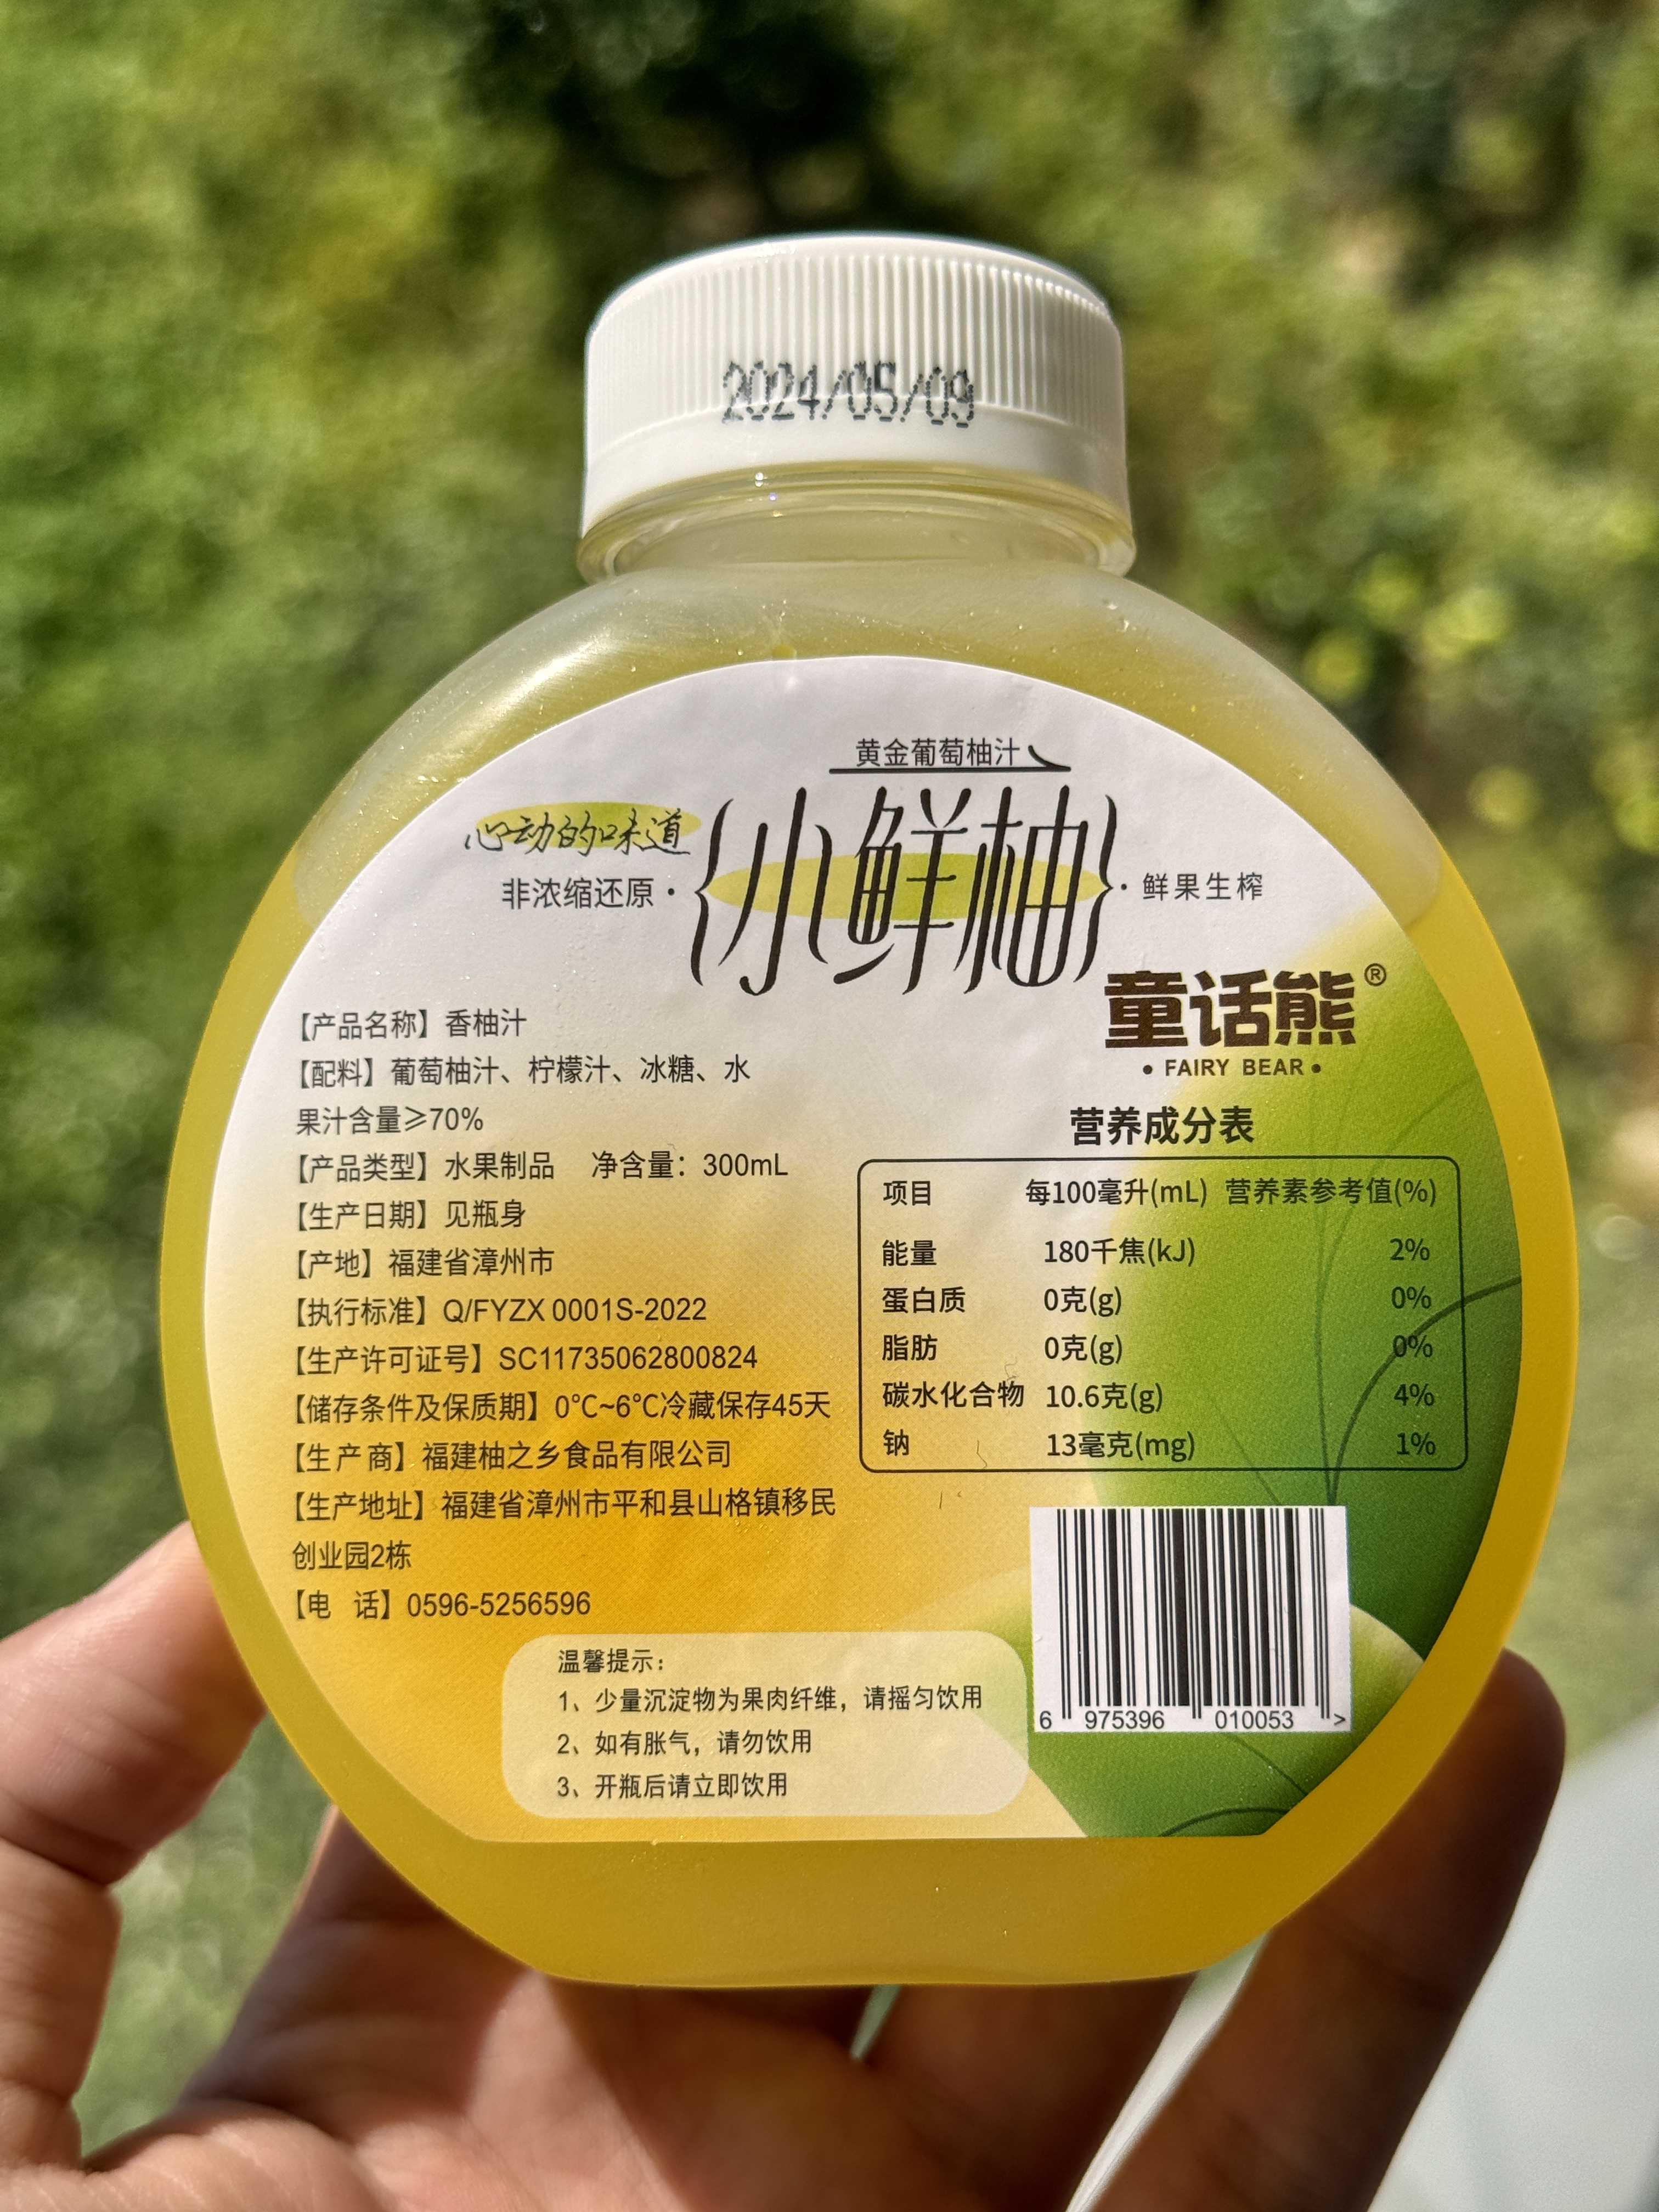 2024/05/09
黄金葡萄柚汁
心动的味道
小鲜柚
非浓缩还原·
·鲜果生榨
童话熊®
•FAIRY BEAR•
【产品名称】香柚汁
【配料】葡萄柚汁、柠檬汁、冰糖、水
果汁含量≥70%
【产品类型】水果制品 净含量：300mL
【生产日期】见瓶身
【产地】福建省漳州市
【执行标准】Q/FYZX 0001S-2022
【生产许可证号】SC11735062800824
【储存条件及保质期】0℃~6℃冷藏保存45天
【生产商】福建柚之乡食品有限公司
【生产地址】福建省漳州市平和县山格镇移民
创业园2栋
【电 话】0596-5256596
营养成分表
项目 每100毫升(mL) 营养素参考值(%)
能量 180千焦(kJ) 2%
蛋白质 0克(g) 0%
脂肪 0克(g) 0%
碳水化合物 10.6克(g) 4%
钠 13毫克(mg) 1%
温馨提示：
1、少量沉淀物为果肉纤维，请摇匀饮用
2、如有胀气，请勿饮用
3、开瓶后请立即饮用
6 975396 010053 >